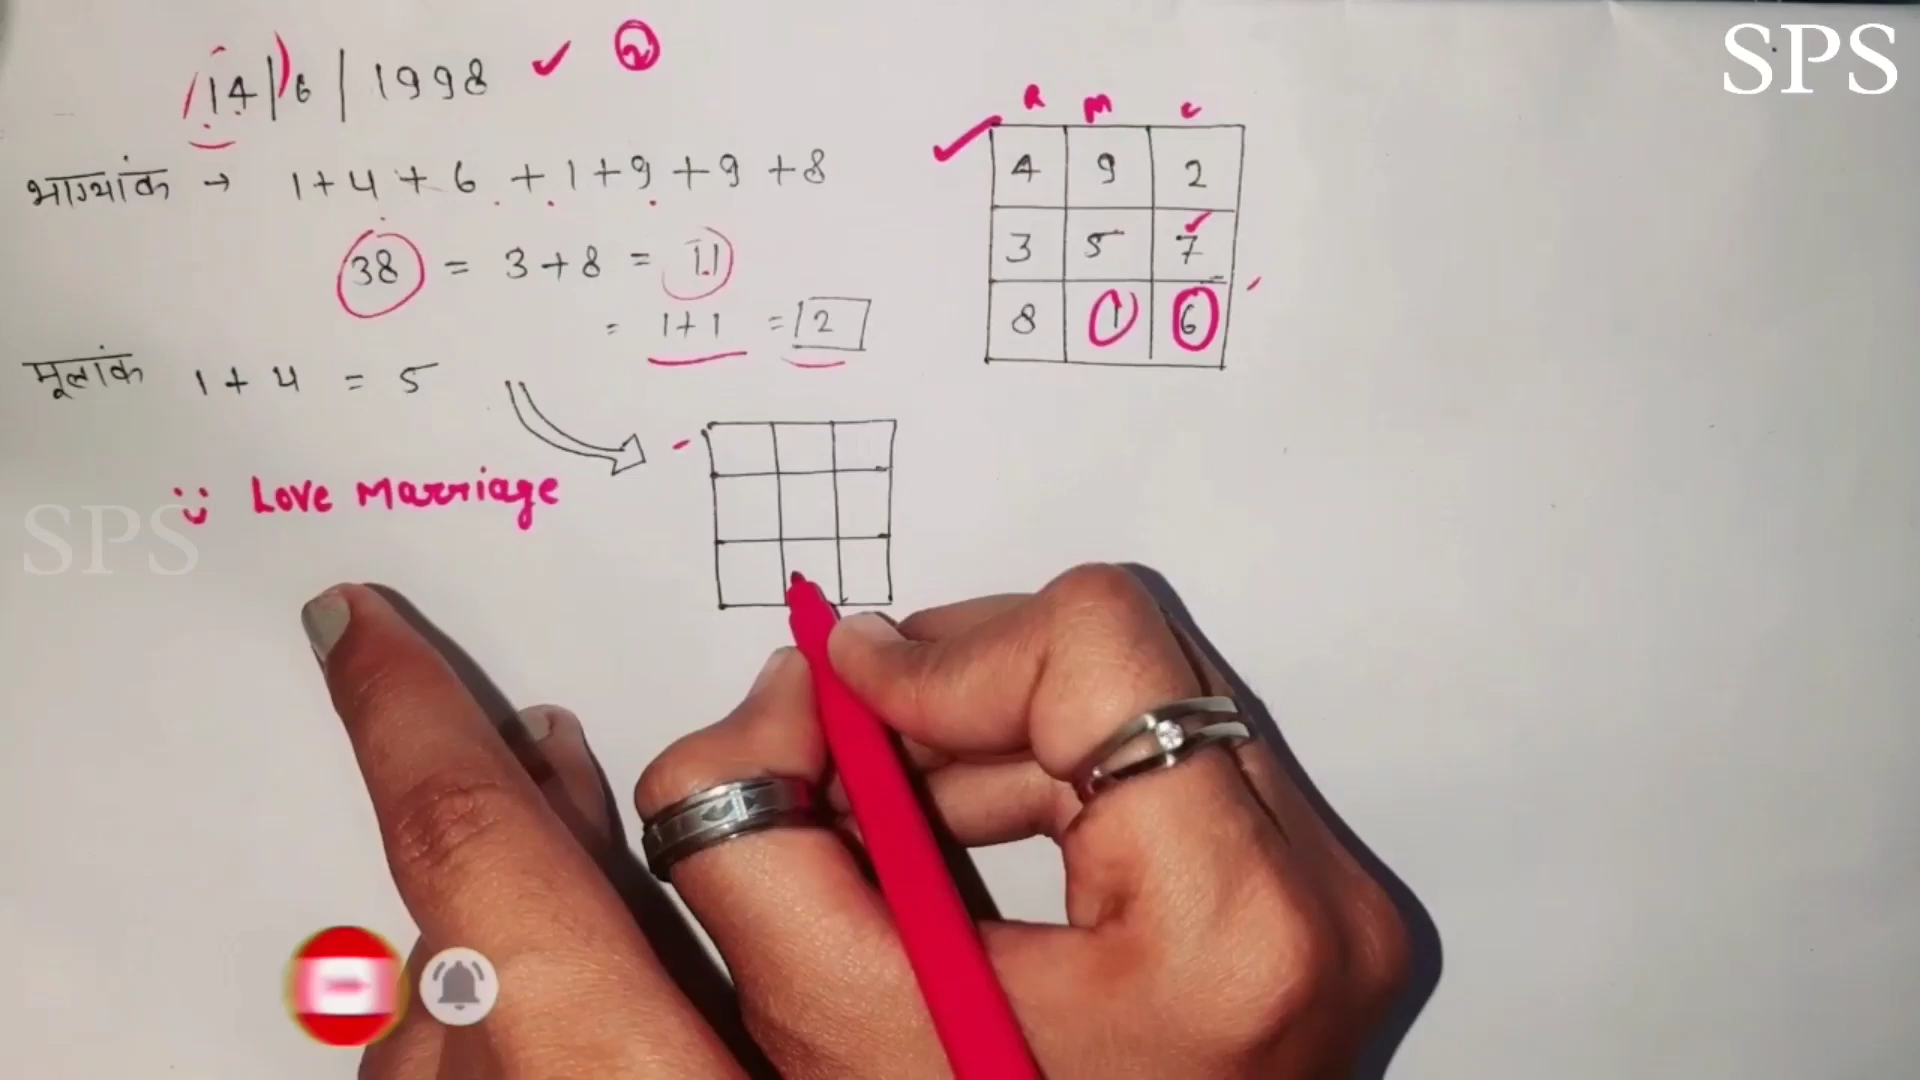 SPS
14/6/1998 ✓ 2
भाग्यांक → 1+4+6+1+9+9+8
38 = 3+8 = 11
= 1+1 = 2
मूलांक 1+4 = 5
R M C
4 9 2
3 5 7
8 1 6
Love Marriage
SPS